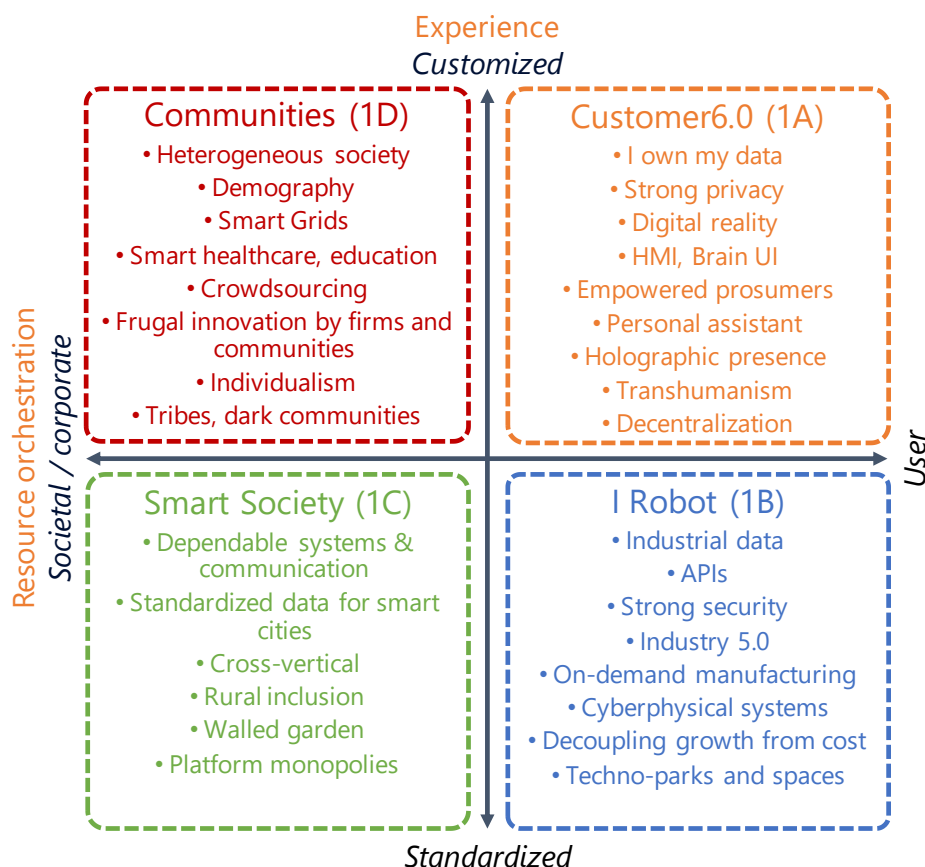 Experience
Customized
Communities (1D)
• Heterogeneous society
• Demography
• Smart Grids
• Smart healthcare, education
• Crowdsourcing
• Frugal innovation by firms and
communities
• Individualism
• Tribes, dark communities
Customer6.0 (1A)
• I own my data
• Strong privacy
• Digital reality
• HMI, Brain UI
• Empowered prosumers
• Personal assistant
• Holographic presence
• Transhumanism
• Decentralization
Resource orchestration
Societal / corporate
User
Smart Society (1C)
• Dependable systems &
communication
• Standardized data for smart
cities
• Cross-vertical
• Rural inclusion
• Walled garden
• Platform monopolies
I Robot (1B)
• Industrial data
• APIs
• Strong security
• Industry 5.0
• On-demand manufacturing
• Cyberphysical systems
• Decoupling growth from cost
• Techno-parks and spaces
Standardized